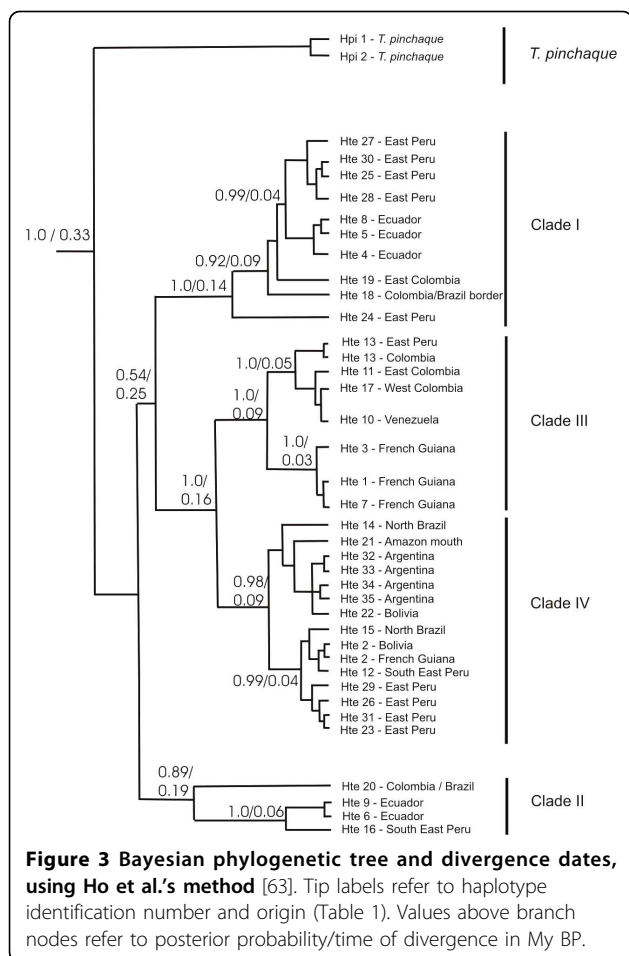 Hpi 1 - T. pinchaque
Hpi 2 - T. pinchaque
T. pinchaque
Hte 27 - East Peru
Hte 30 - East Peru
Hte 25 - East Peru
Hte 28 - East Peru
0.99/0.04
Hte 8 - Ecuador
Hte 5 - Ecuador
Hte 4 - Ecuador
Clade I
1.0 / 0.33
0.92/0.09
Hte 19 - East Colombia
1.0/0.14
Hte 18 - Colombia/Brazil border
Hte 24 - East Peru
Hte 13 - East Peru
Hte 13 - Colombia
1.0/0.05
Hte 11 - East Colombia
0.54/
0.25
Hte 17 - West Colombia
1.0/
0.09
Hte 10 - Venezuela
Clade III
1.0/
0.03
Hte 3 - French Guiana
1.0/
0.16
Hte 1 - French Guiana
Hte 7 - French Guiana
Hte 14 - North Brazil
Hte 21 - Amazon mouth
Hte 32 - Argentina
Hte 33 - Argentina
0.98/
0.09
Hte 34 - Argentina
Hte 35 - Argentina
Hte 22 - Bolivia
Clade IV
Hte 15 - North Brazil
Hte 2 - Bolivia
Hte 2 - French Guiana
Hte 12 - South East Peru
0.99/0.04
Hte 29 - East Peru
Hte 26 - East Peru
Hte 31 - East Peru
Hte 23 - East Peru
0.89/
0.19
Hte 20 - Colombia / Brazil
1.0/0.06
Hte 9 - Ecuador
Hte 6 - Ecuador
Hte 16 - South East Peru
Clade II
Figure 3 Bayesian phylogenetic tree and divergence dates,
using Ho et al.'s method [63]. Tip labels refer to haplotype
identification number and origin (Table 1). Values above branch
nodes refer to posterior probability/time of divergence in My BP.